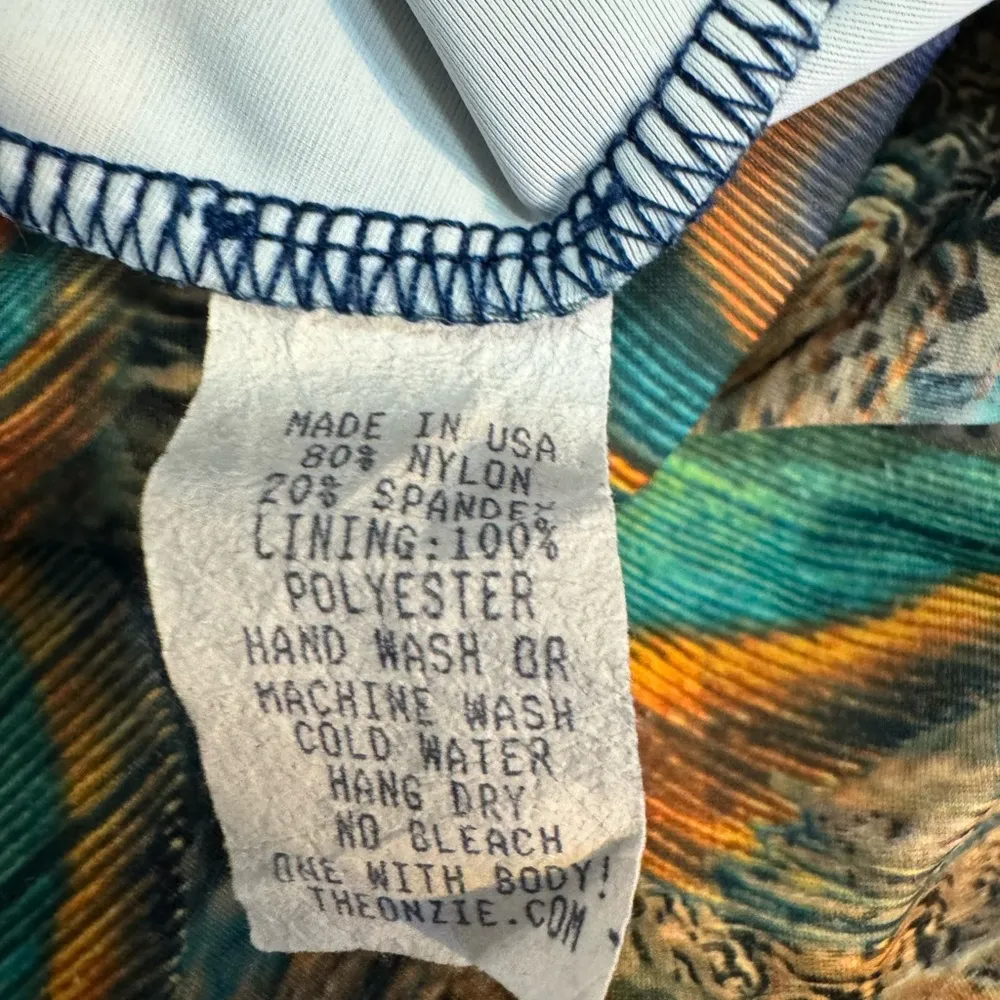 MADE IN USA
80% NYLON
20% SPANDEX
LINING:100%
POLYESTER
HAND WASH OR
MACHINE WASH
COLD WATER
HANG DRY
NO BLEACH
ONE WITH BODY!
THEONZIE.COM